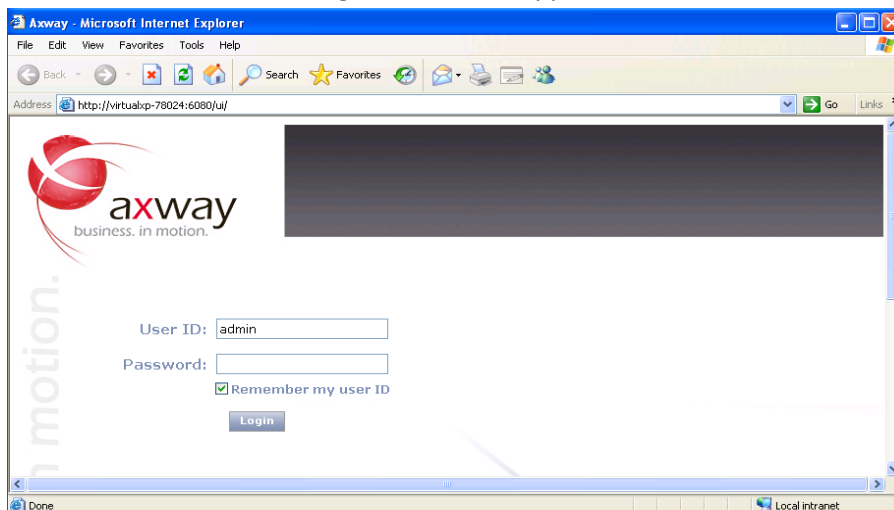 Axway - Microsoft Internet Explorer
File Edit View Favorites Tools Help
Back Search Favorites
Address http://virtualxp-78024:6080/ui/ Go Links
axway
business. in motion.
motion.
User ID: admin
Password:
Remember my user ID
Login
Done Local intranet